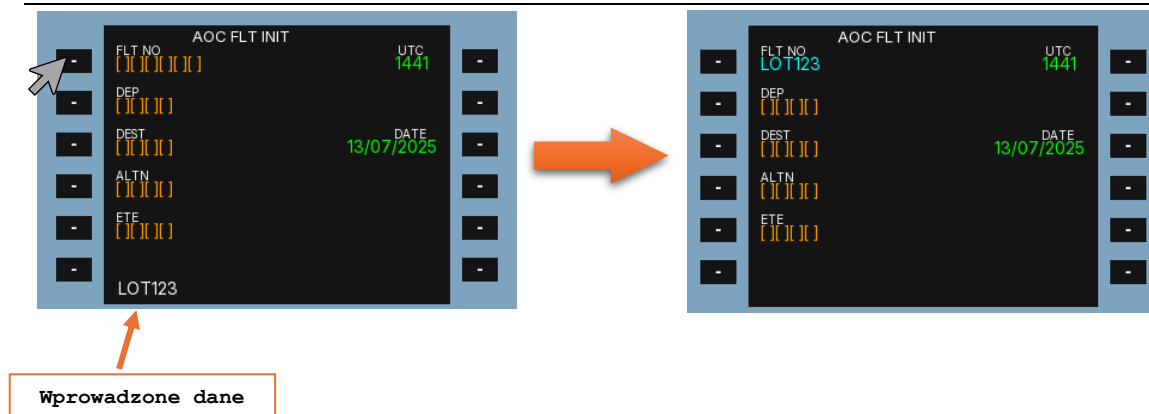 AOC FLT INIT
FLT NO UTC
[ ][ ][ ][ ][ ][ ] 1441
DEP
[ ][ ][ ][ ]
DEST DATE
[ ][ ][ ][ ] 13/07/2025
ALTN
[ ][ ][ ][ ]
ETE
[ ][ ][ ][ ]
LOT123
Wprowadzone dane
AOC FLT INIT
FLT NO UTC
LOT123 1441
DEP
[ ][ ][ ][ ]
DEST DATE
[ ][ ][ ][ ] 13/07/2025
ALTN
[ ][ ][ ][ ]
ETE
[ ][ ][ ][ ]